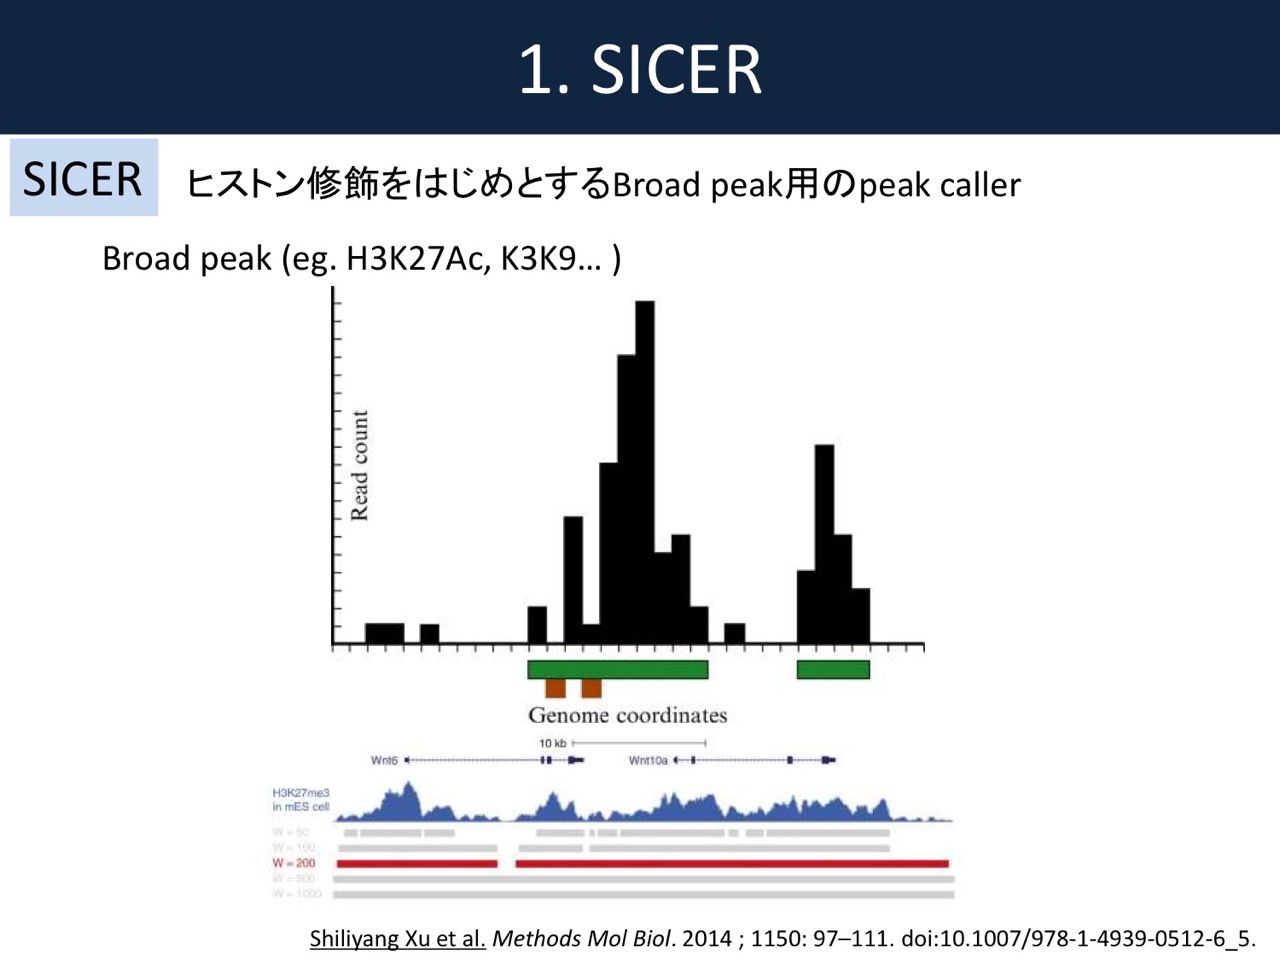 1. SICER
SICER
ヒストン修飾をはじめとするBroad peak用のpeak caller
Broad peak (eg. H3K27Ac, K3K9... )
Read count
Genome coordinates
10 kb
Wnt6
Wnt10a
H3K27me3
in mES cell
W = 50
W = 100
W = 200
W = 500
W = 1000
Shiliyang Xu et al. Methods Mol Biol. 2014 ; 1150: 97–111. doi:10.1007/978-1-4939-0512-6_5.